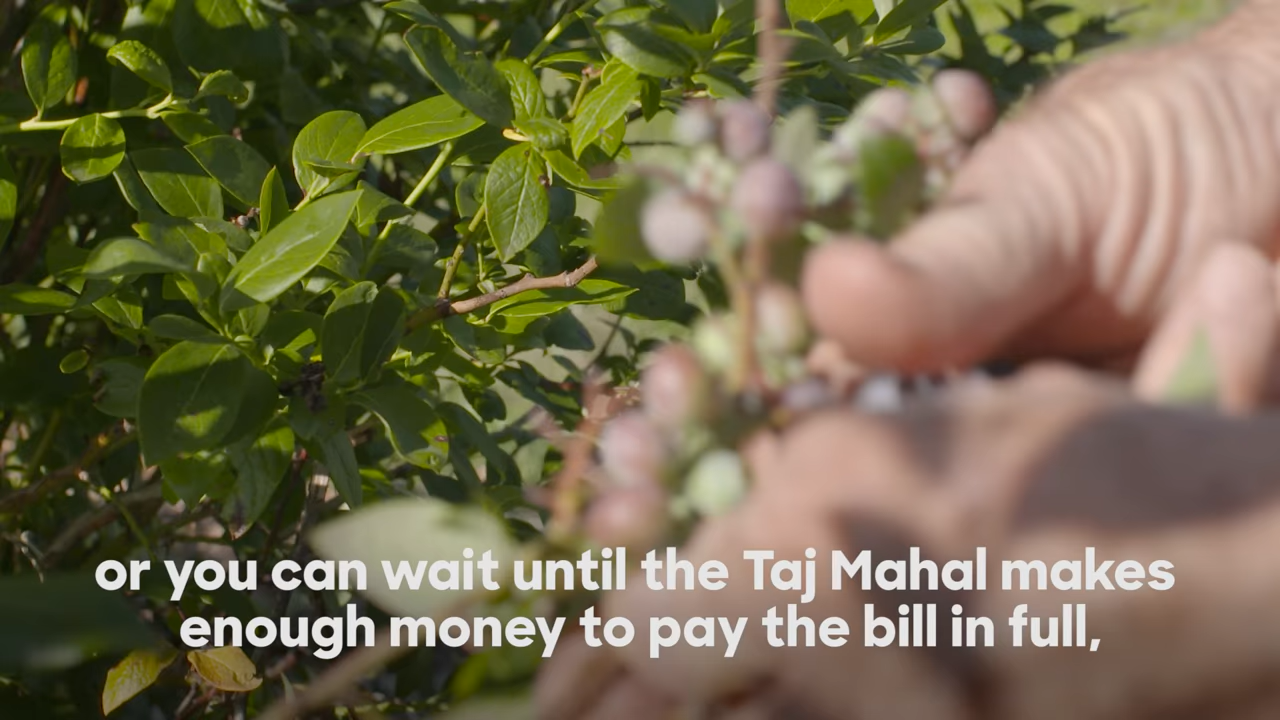 or you can wait until the Taj Mahal makes
enough money to pay the bill in full,